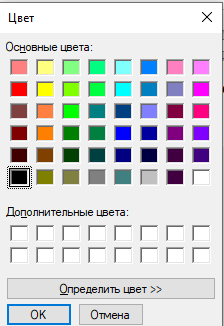 Цвет
Основные цвета:
Дополнительные цвета:
Определить цвет >>
OK
Отмена